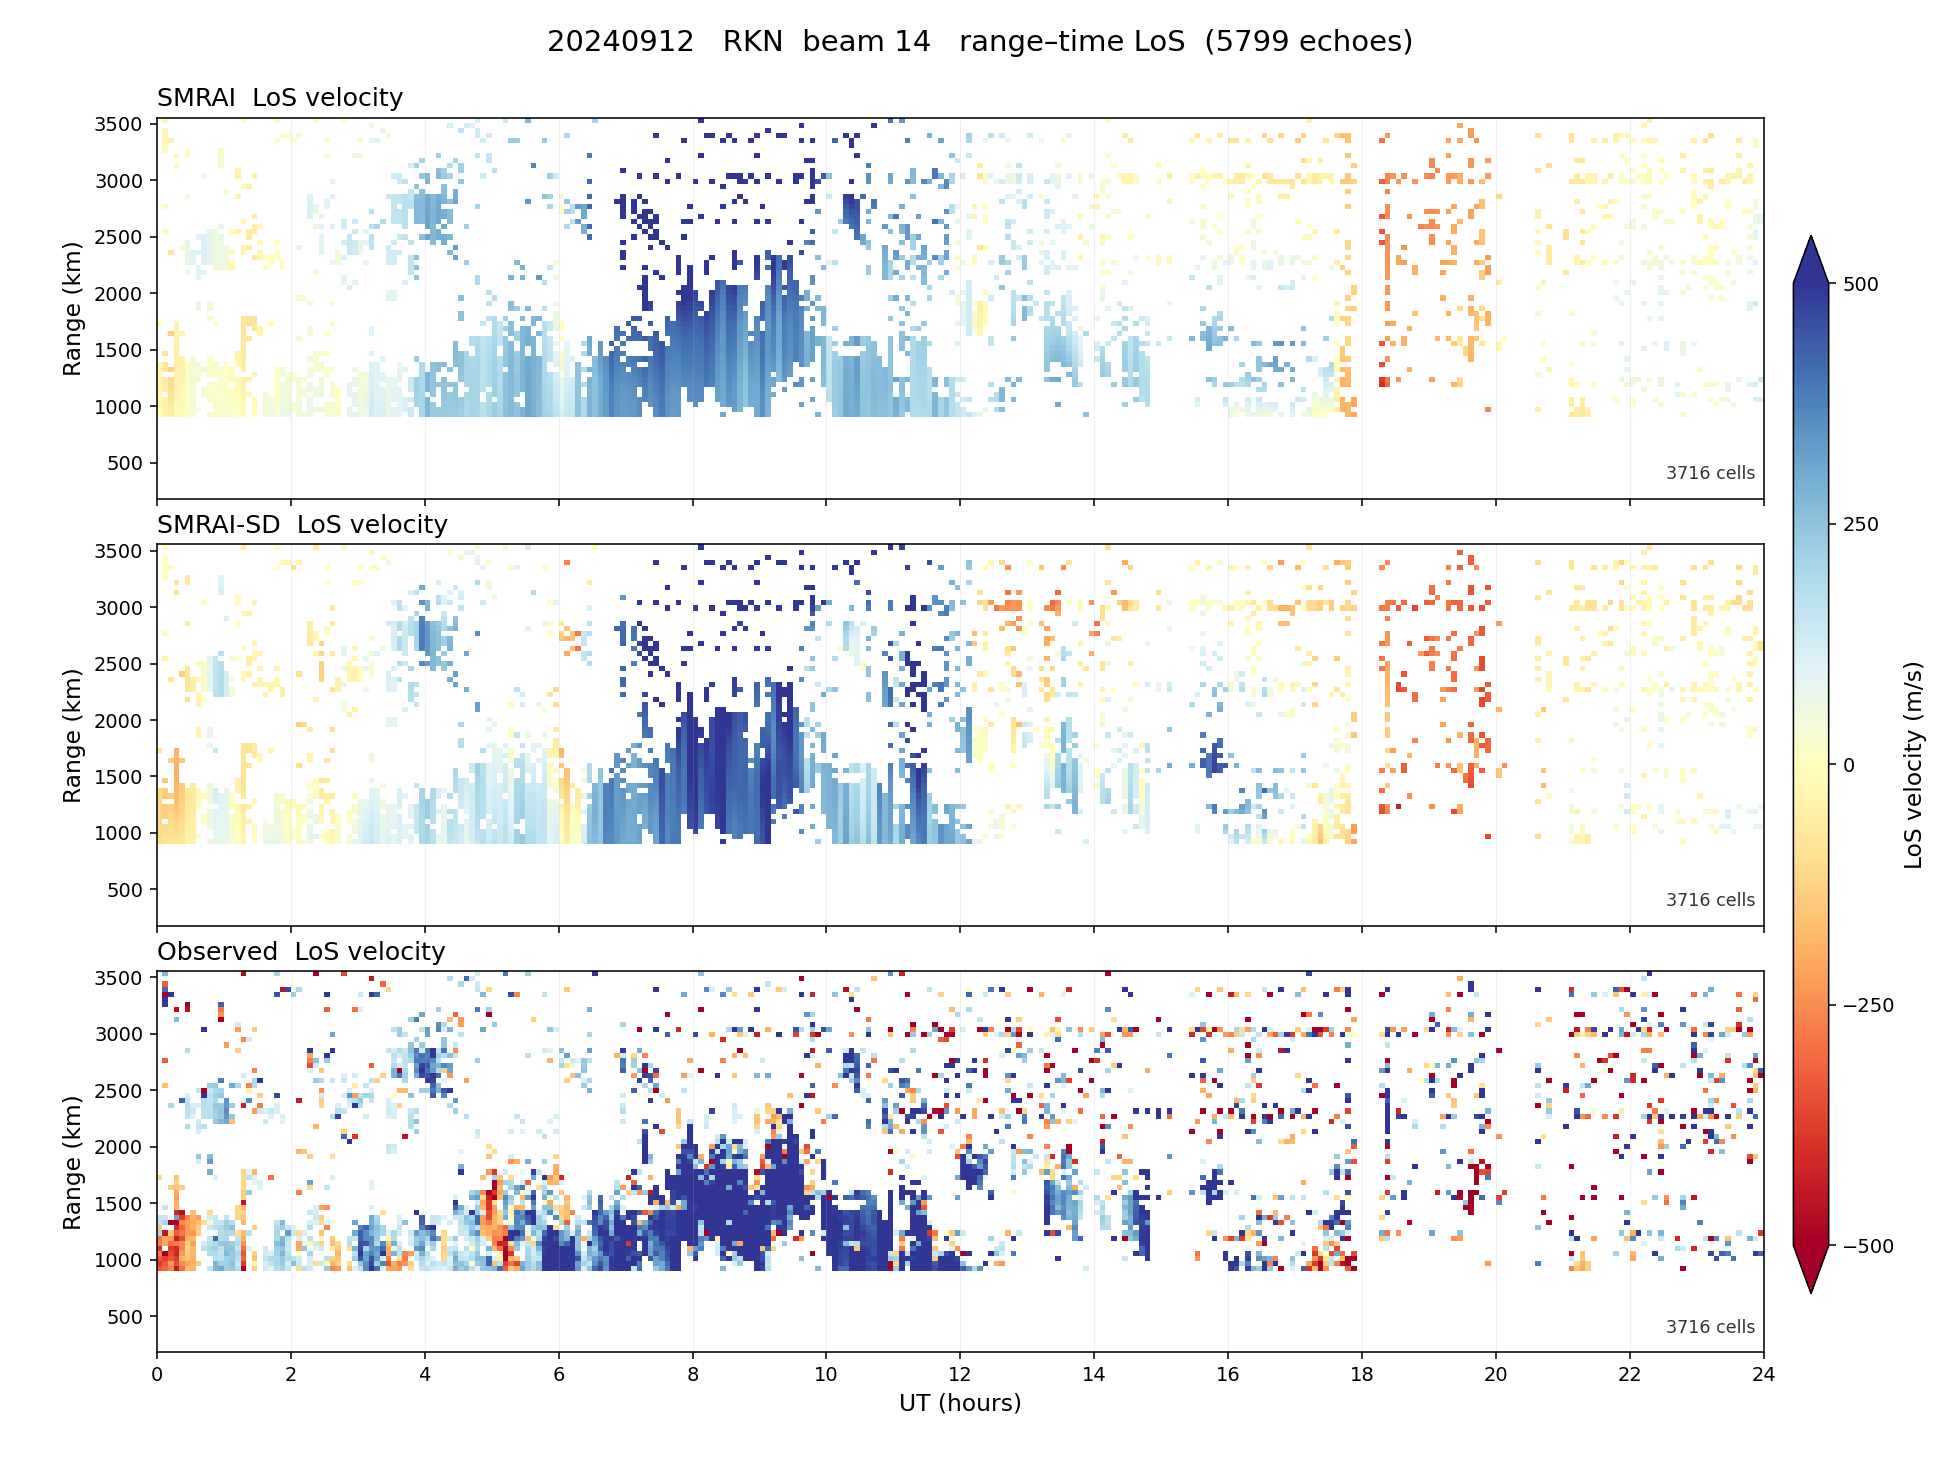 20240912   RKN  beam 14   range–time LoS  (5799 echoes)
SMRAI  LoS velocity
3500
3000
2500
2000
1500
1000
500
Range (km)
3716 cells
SMRAI-SD  LoS velocity
3500
3000
2500
2000
1500
1000
500
Range (km)
3716 cells
Observed  LoS velocity
3500
3000
2500
2000
1500
1000
500
Range (km)
3716 cells
0 2 4 6 8 10 12 14 16 18 20 22 24
UT (hours)
500
250
0
−250
−500
LoS velocity (m/s)